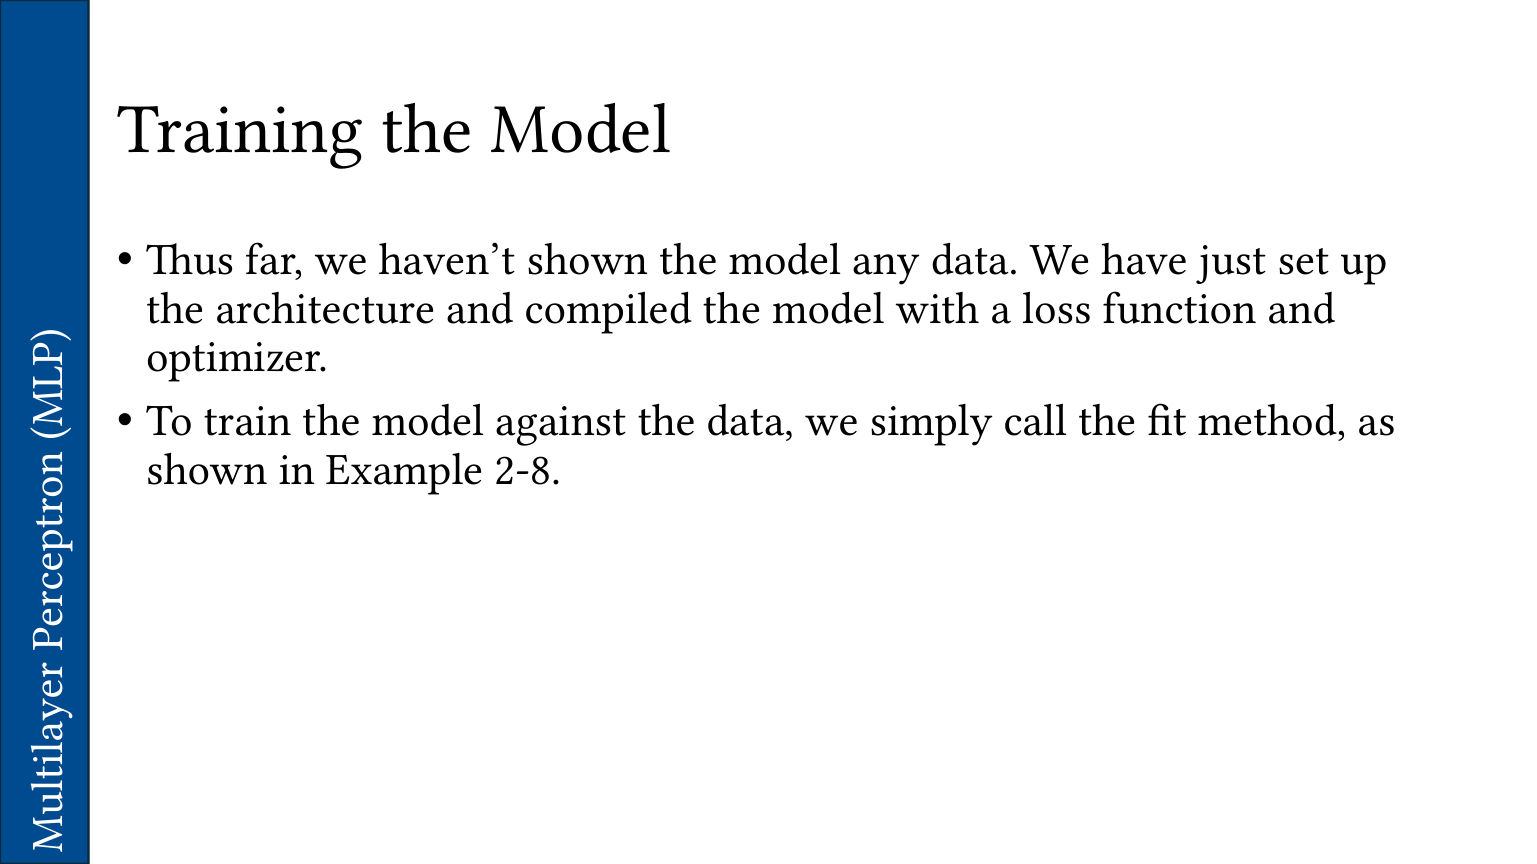 Multilayer Perceptron (MLP)
Training the Model
• Thus far, we haven’t shown the model any data. We have just set up
the architecture and compiled the model with a loss function and
optimizer.
• To train the model against the data, we simply call the fit method, as
shown in Example 2-8.